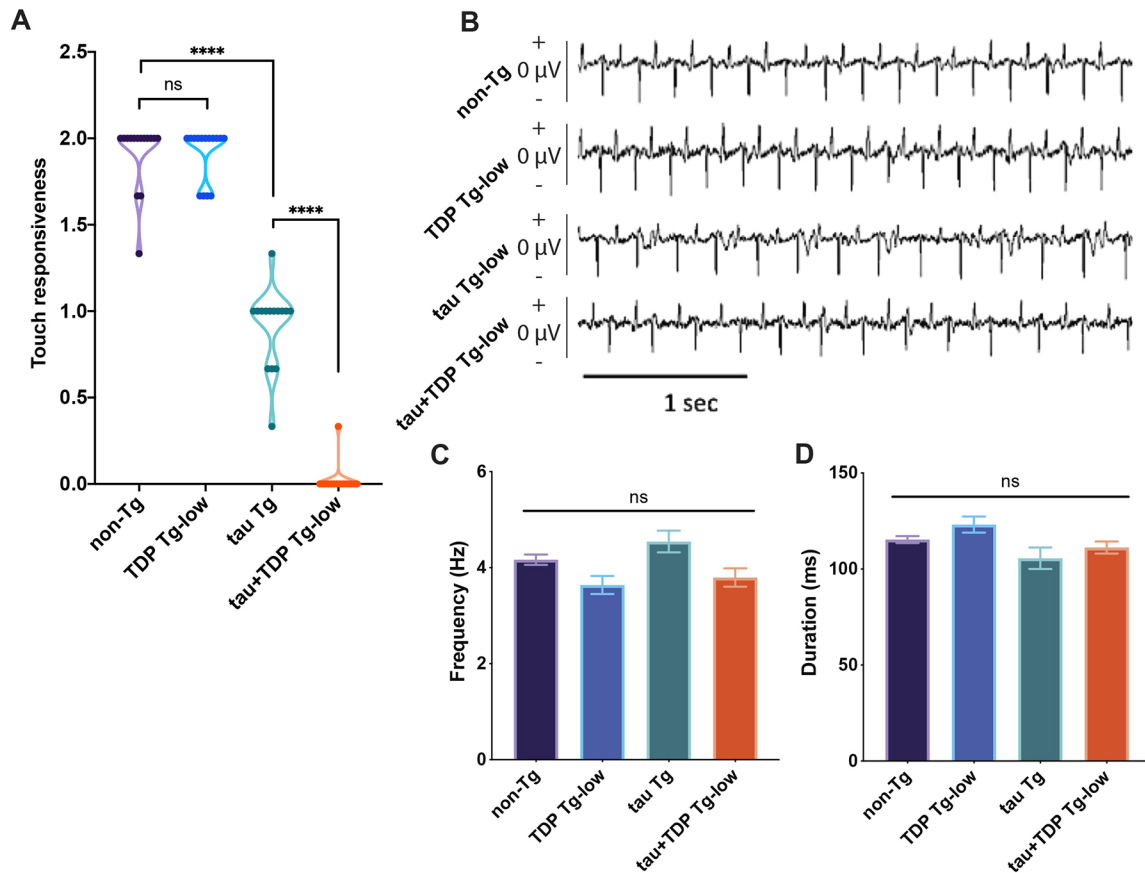 A
Touch responsiveness
2.5
2.0
1.5
1.0
0.5
0.0
****
ns
****
non-Tg
TDP Tg-low
tau Tg
tau+TDP Tg-low
B
non-Tg
+
0 µV
-
TDP Tg-low
+
0 µV
-
tau Tg-low
+
0 µV
-
tau+TDP Tg-low
+
0 µV
-
1 sec
C
Frequency (Hz)
6
4
2
0
ns
non-Tg
TDP Tg-low
tau Tg
tau+TDP Tg-low
D
Duration (ms)
150
100
50
0
ns
non-Tg
TDP Tg-low
tau Tg
tau+TDP Tg-low